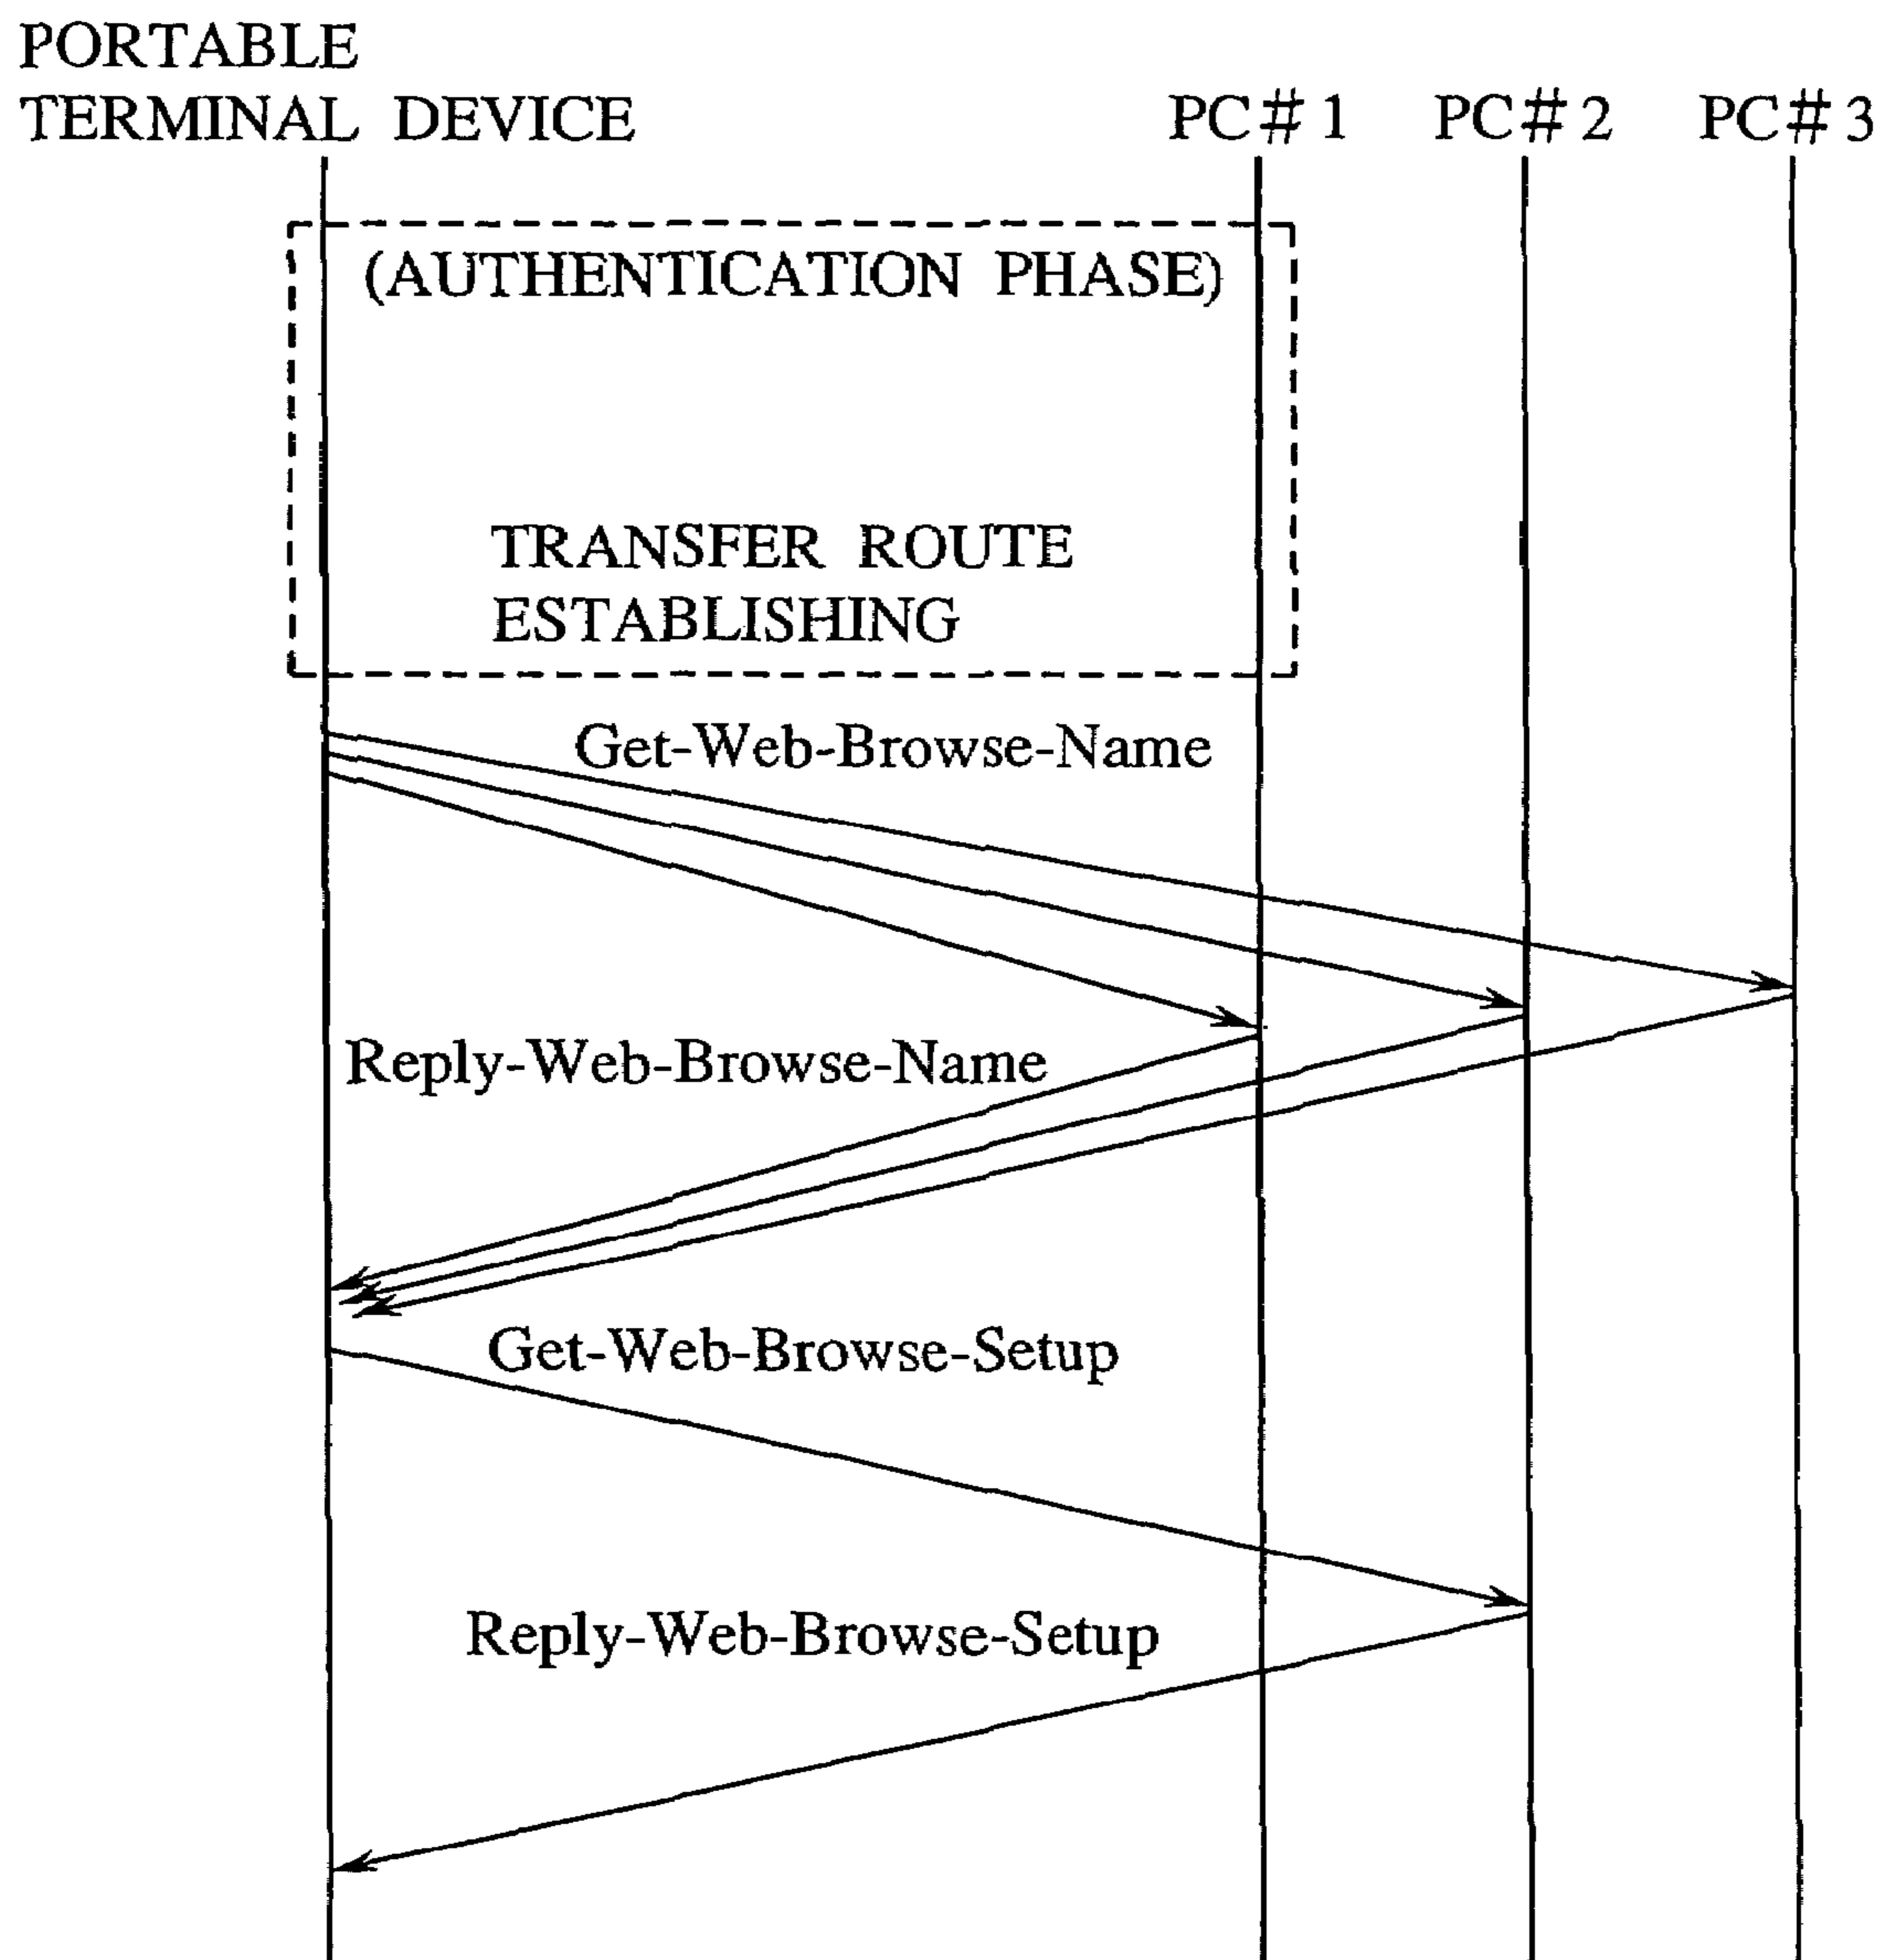 PORTABLE
TERMINAL DEVICE
PC#1
PC#2
PC#3
(AUTHENTICATION PHASE)
TRANSFER ROUTE
ESTABLISHING
Get-Web-Browse-Name
Reply-Web-Browse-Name
Get-Web-Browse-Setup
Reply-Web-Browse-Setup